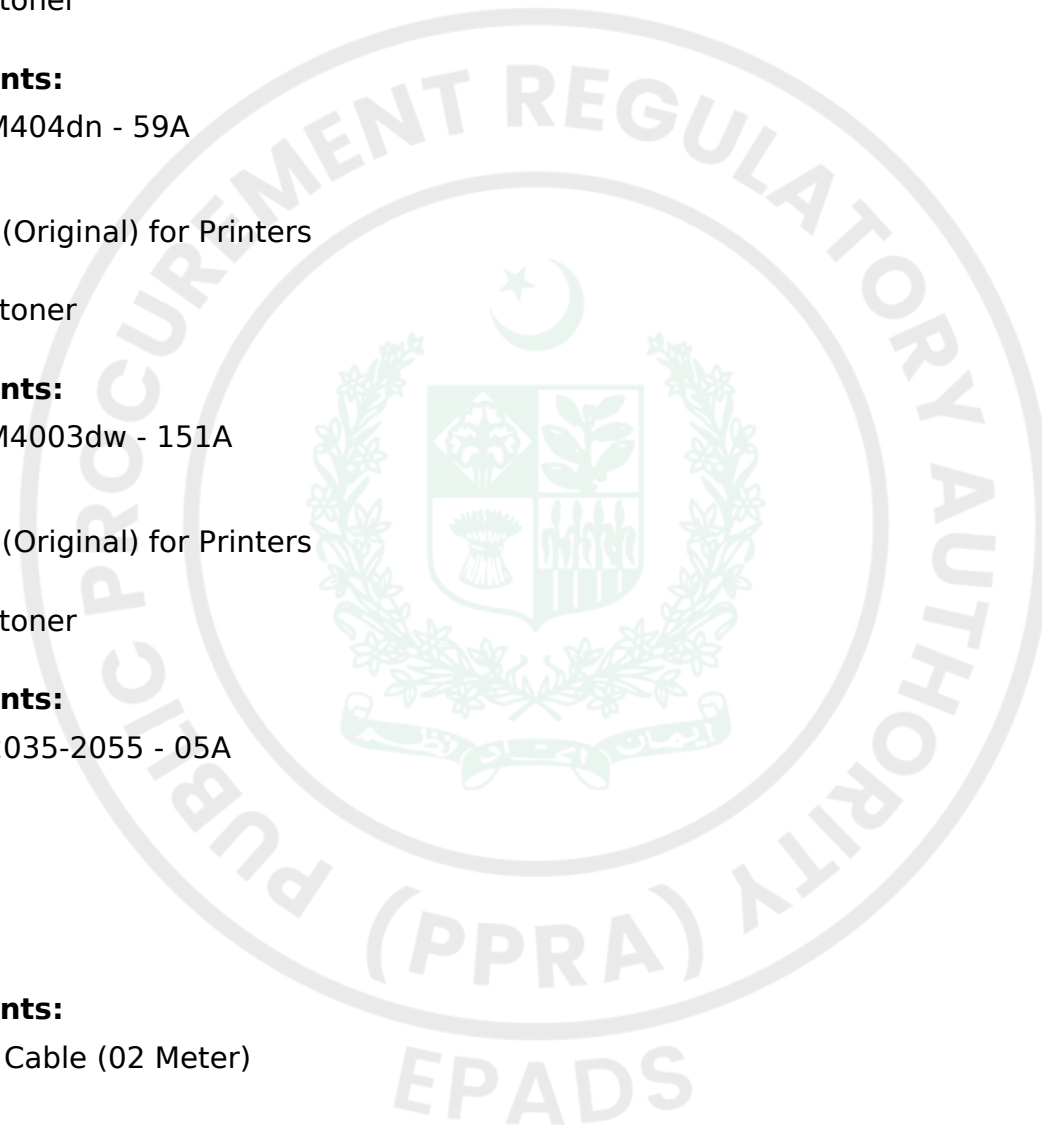 toner
nts:
M404dn - 59A
(Original) for Printers
toner
nts:
M4003dw - 151A
(Original) for Printers
toner
nts:
2035-2055 - 05A
nts:
Cable (02 Meter)
PUBLIC PROCUREMENT REGULATORY AUTHORITY
(PPRA)
EPADS